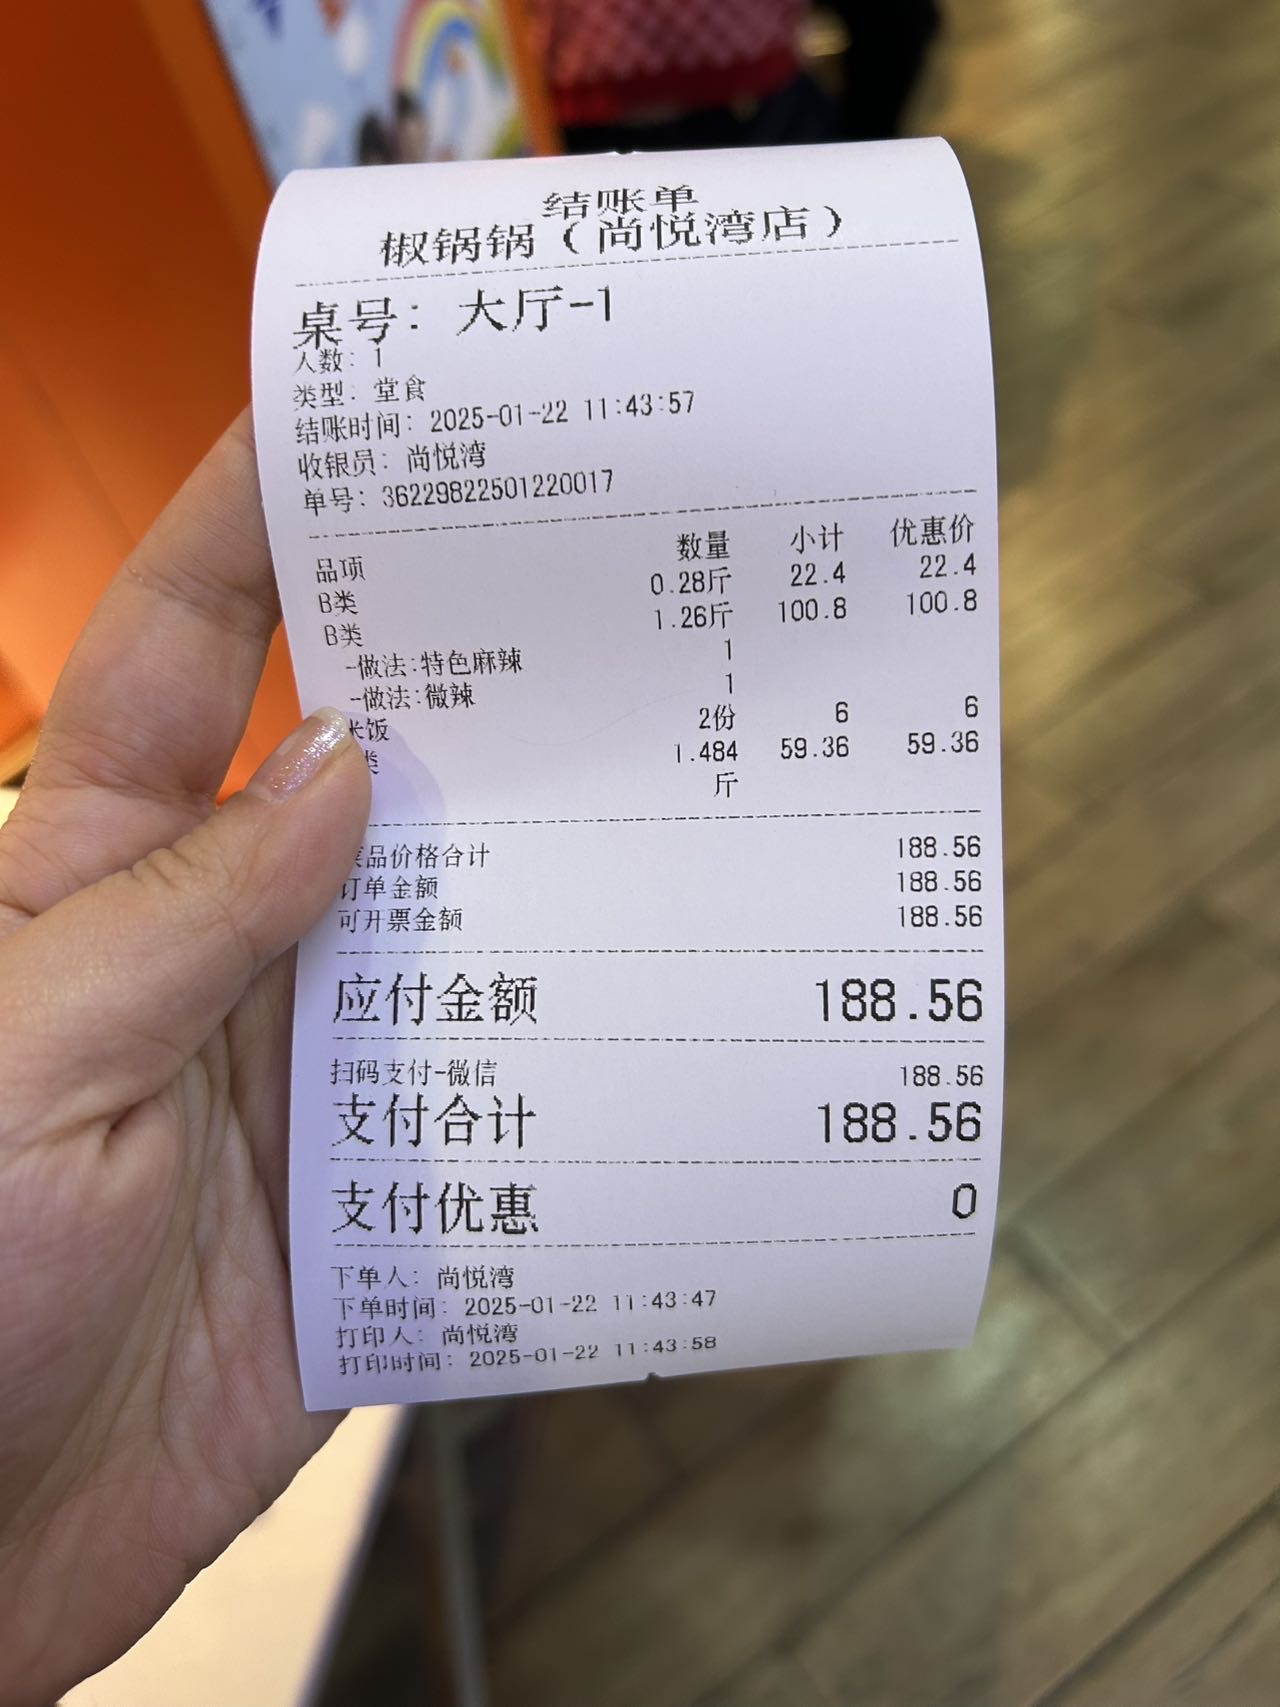 结账单
椒锅锅（尚悦湾店）
桌号: 大厅-1
人数: 1
类型: 堂食
结账时间: 2025-01-22 11:43:57
收银员: 尚悦湾
单号: 36229822501220017
品项 数量 小计 优惠价
B类 0.28斤 22.4 22.4
B类 1.26斤 100.8 100.8
-做法:特色麻辣 1
-做法:微辣 1
米饭 2份 6 6
类 1.484斤 59.36 59.36
品价格合计 188.56
订单金额 188.56
可开票金额 188.56
应付金额 188.56
扫码支付-微信 188.56
支付合计 188.56
支付优惠 0
下单人: 尚悦湾
下单时间: 2025-01-22 11:43:47
打印人: 尚悦湾
打印时间: 2025-01-22 11:43:58